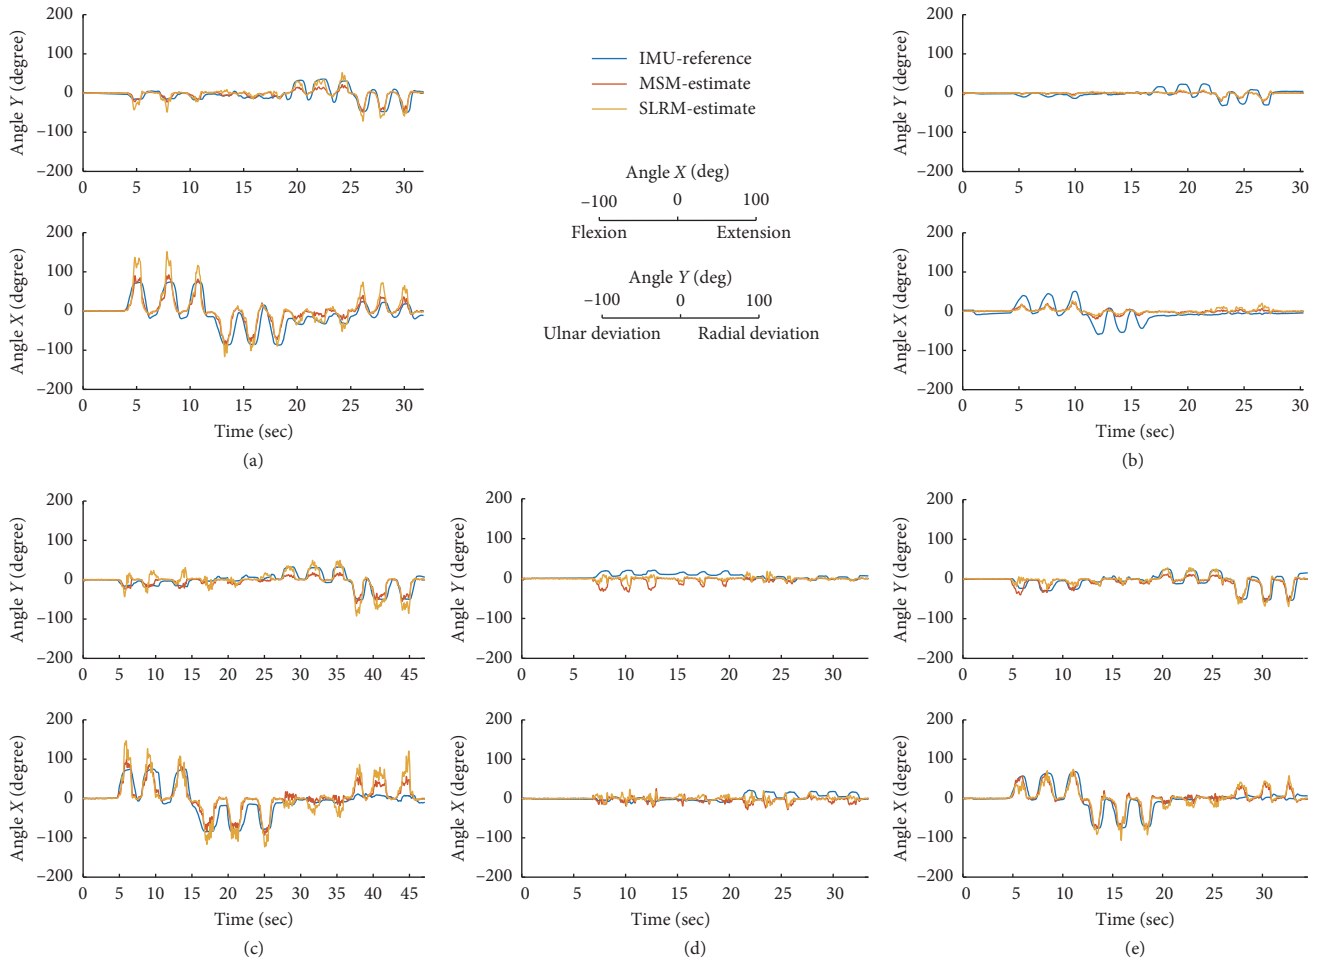 200
100
0
−100
−200
Angle Y (degree)
0 5 10 15 20 25 30
200
100
0
−100
−200
Angle X (degree)
0 5 10 15 20 25 30
Time (sec)
(a)
IMU-reference
MSM-estimate
SLRM-estimate
Angle X (deg)
−100 0 100
Flexion Extension
Angle Y (deg)
−100 0 100
Ulnar deviation Radial deviation
200
100
0
−100
−200
Angle Y (degree)
0 5 10 15 20 25 30
200
100
0
−100
−200
Angle X (degree)
0 5 10 15 20 25 30
Time (sec)
(b)
200
100
0
−100
−200
Angle Y (degree)
0 5 10 15 20 25 30 35 40 45
200
100
0
−100
−200
Angle X (degree)
0 5 10 15 20 25 30 35 40 45
Time (sec)
(c)
200
100
0
−100
−200
Angle Y (degree)
0 5 10 15 20 25 30
200
100
0
−100
−200
Angle X (degree)
0 5 10 15 20 25 30
Time (sec)
(d)
200
100
0
−100
−200
Angle Y (degree)
0 5 10 15 20 25 30
200
100
0
−100
−200
Angle X (degree)
0 5 10 15 20 25 30
Time (sec)
(e)